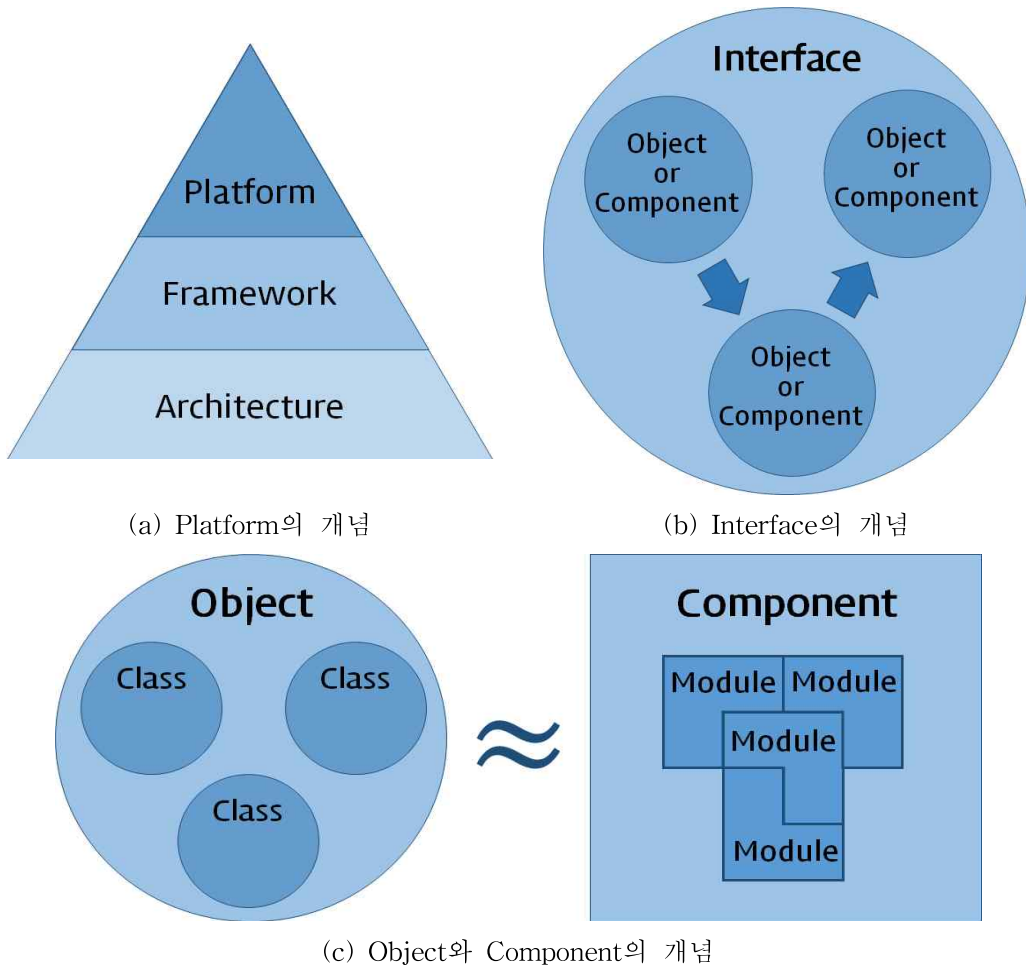 Platform
Framework
Architecture
Interface
Object
or
Component
Object
or
Component
Object
or
Component
(a) Platform의 개념
(b) Interface의 개념
Object
Class
Class
Class
≈
Component
Module
Module
Module
Module
(c) Object와 Component의 개념